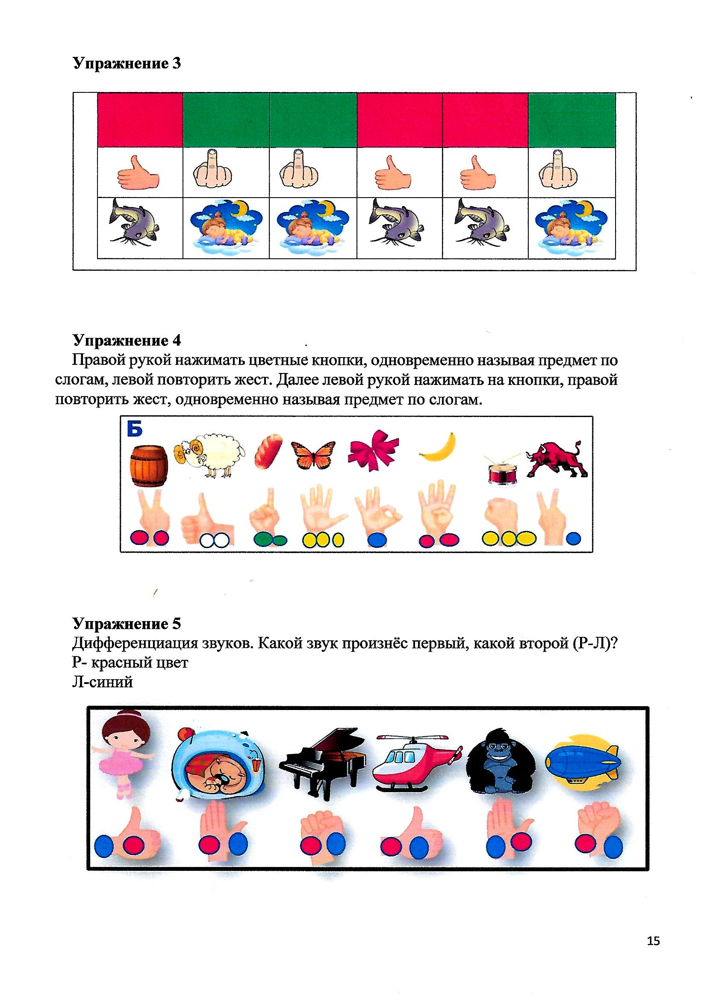 Упражнение 3
Упражнение 4
Правой рукой нажимать цветные кнопки, одновременно называя предмет по
слогам, левой повторить жест. Далее левой рукой нажимать на кнопки, правой
повторить жест, одновременно называя предмет по слогам.
Б
Упражнение 5
Дифференциация звуков. Какой звук произнёс первый, какой второй (Р-Л)?
Р- красный цвет
Л-синий
15